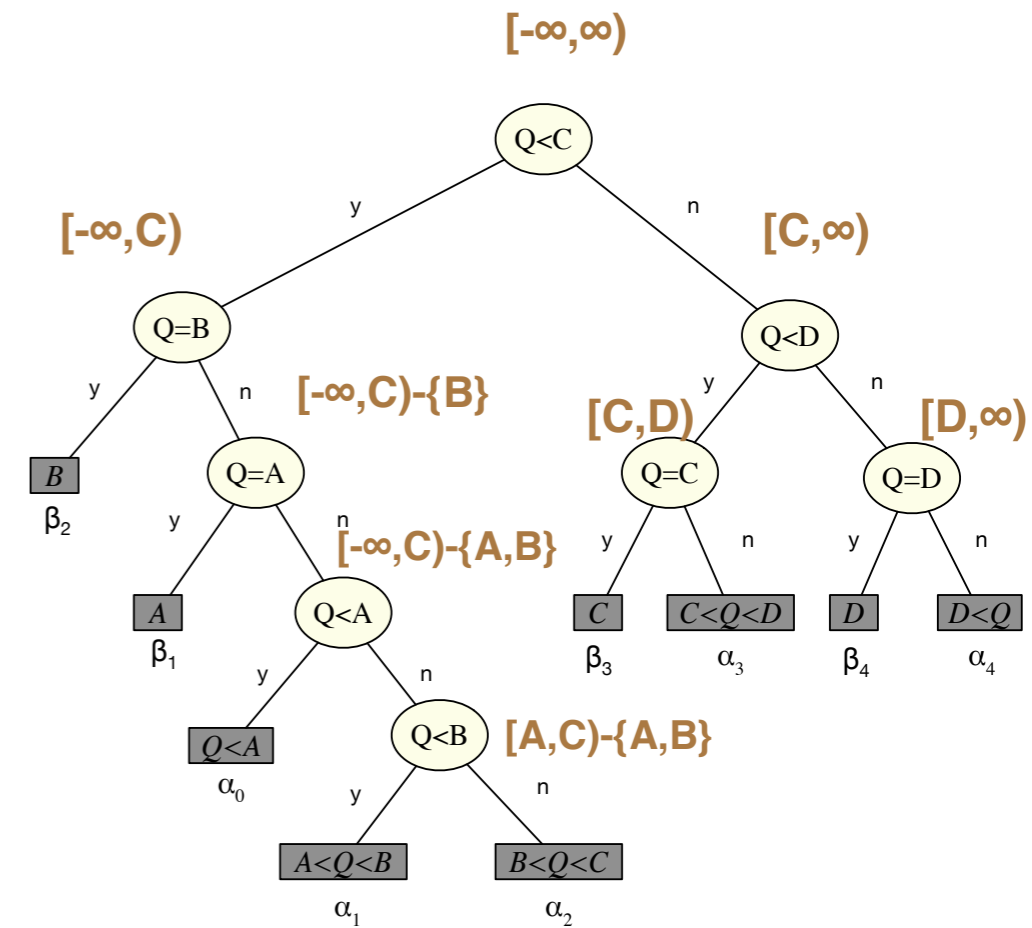 [-∞,∞)
Q<C
y
n
[-∞,C)
[C,∞)
Q=B
Q<D
y
n
y
n
[-∞,C)-{B}
[C,D)
[D,∞)
B
β2
Q=A
Q=C
Q=D
y
n
[-∞,C)-{A,B}
y
n
y
n
A
β1
Q<A
C
β3
C<Q<D
α3
D
β4
D<Q
α4
y
n
Q<A
α0
Q<B
[A,C)-{A,B}
y
n
A<Q<B
α1
B<Q<C
α2